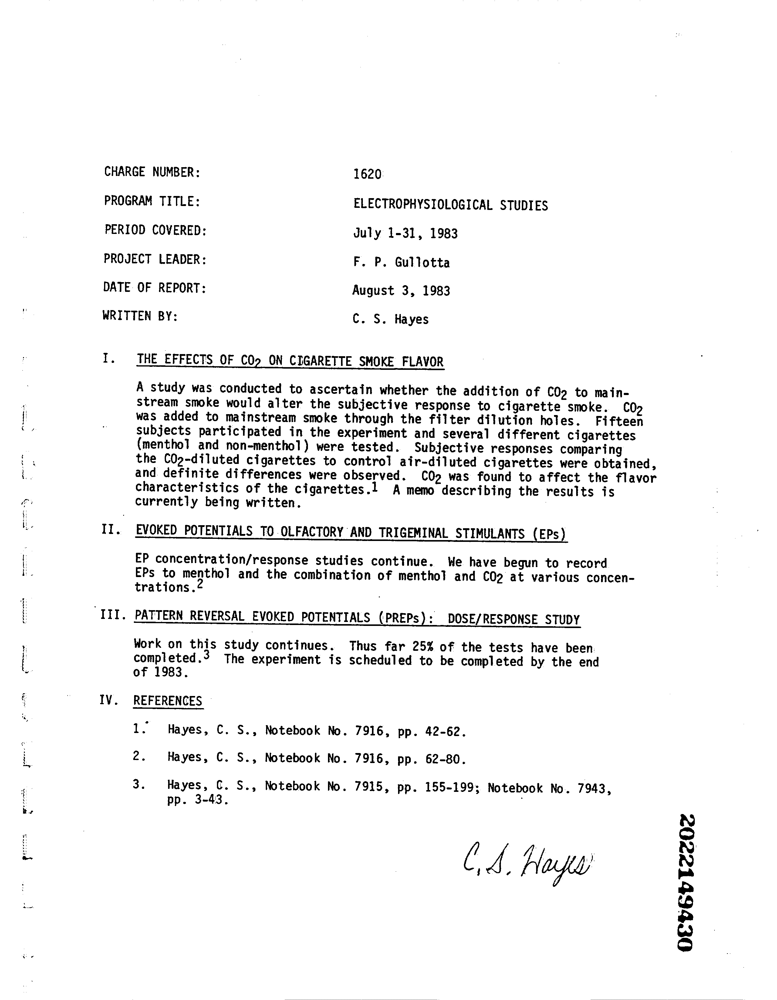 CHARGE NUMBER: 1620
PROGRAM TITLE: ELECTROPHYSIOLOGICAL STUDIES
PERIOD COVERED: July 1-31, 1983
PROJECT LEADER: F. P. Gullotta
DATE OF REPORT: August 3, 1983
WRITTEN BY: C. S. Hayes
I. THE EFFECTS OF CO2 ON CIGARETTE SMOKE FLAVOR
A study was conducted to ascertain whether the addition of CO2 to main-
stream smoke would alter the subjective response to cigarette smoke. CO2
was added to mainstream smoke through the filter dilution holes. Fifteen
subjects participated in the experiment and several different cigarettes
(menthol and non-menthol) were tested. Subjective responses comparing
the CO2-diluted cigarettes to control air-diluted cigarettes were obtained,
and definite differences were observed. CO2 was found to affect the flavor
characteristics of the cigarettes.1 A memo describing the results is
currently being written.
II. EVOKED POTENTIALS TO OLFACTORY AND TRIGEMINAL STIMULANTS (EPs)
EP concentration/response studies continue. We have begun to record
EPs to menthol and the combination of menthol and CO2 at various concen-
trations.2
III. PATTERN REVERSAL EVOKED POTENTIALS (PREPs): DOSE/RESPONSE STUDY
Work on this study continues. Thus far 25% of the tests have been
completed.3 The experiment is scheduled to be completed by the end
of 1983.
IV. REFERENCES
1. Hayes, C. S., Notebook No. 7916, pp. 42-62.
2. Hayes, C. S., Notebook No. 7916, pp. 62-80.
3. Hayes, C. S., Notebook No. 7915, pp. 155-199; Notebook No. 7943,
pp. 3-43.
C. S. Hayes
2022149430